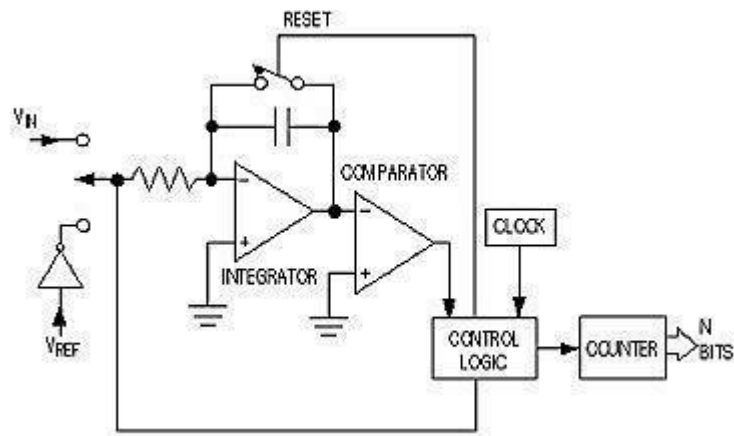 RESET
VIN
COMPARATOR
−
+
−
+
INTEGRATOR
CLOCK
VREF
CONTROL
LOGIC
COUNTER
N
BITS